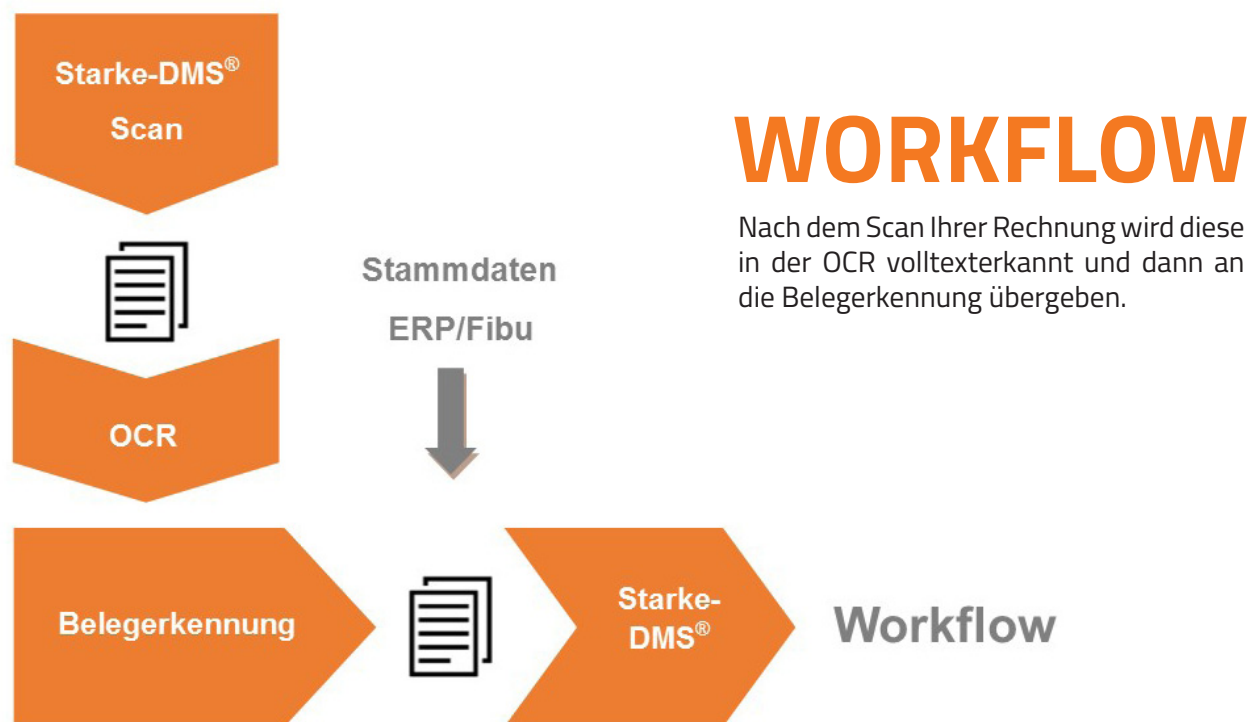 Starke-DMS®
Scan
WORKFLOW
Nach dem Scan Ihrer Rechnung wird diese
in der OCR volltexterkannt und dann an
die Belegerkennung übergeben.
Stammdaten
ERP/Fibu
OCR
Belegerkennung
Starke-
DMS®
Workflow